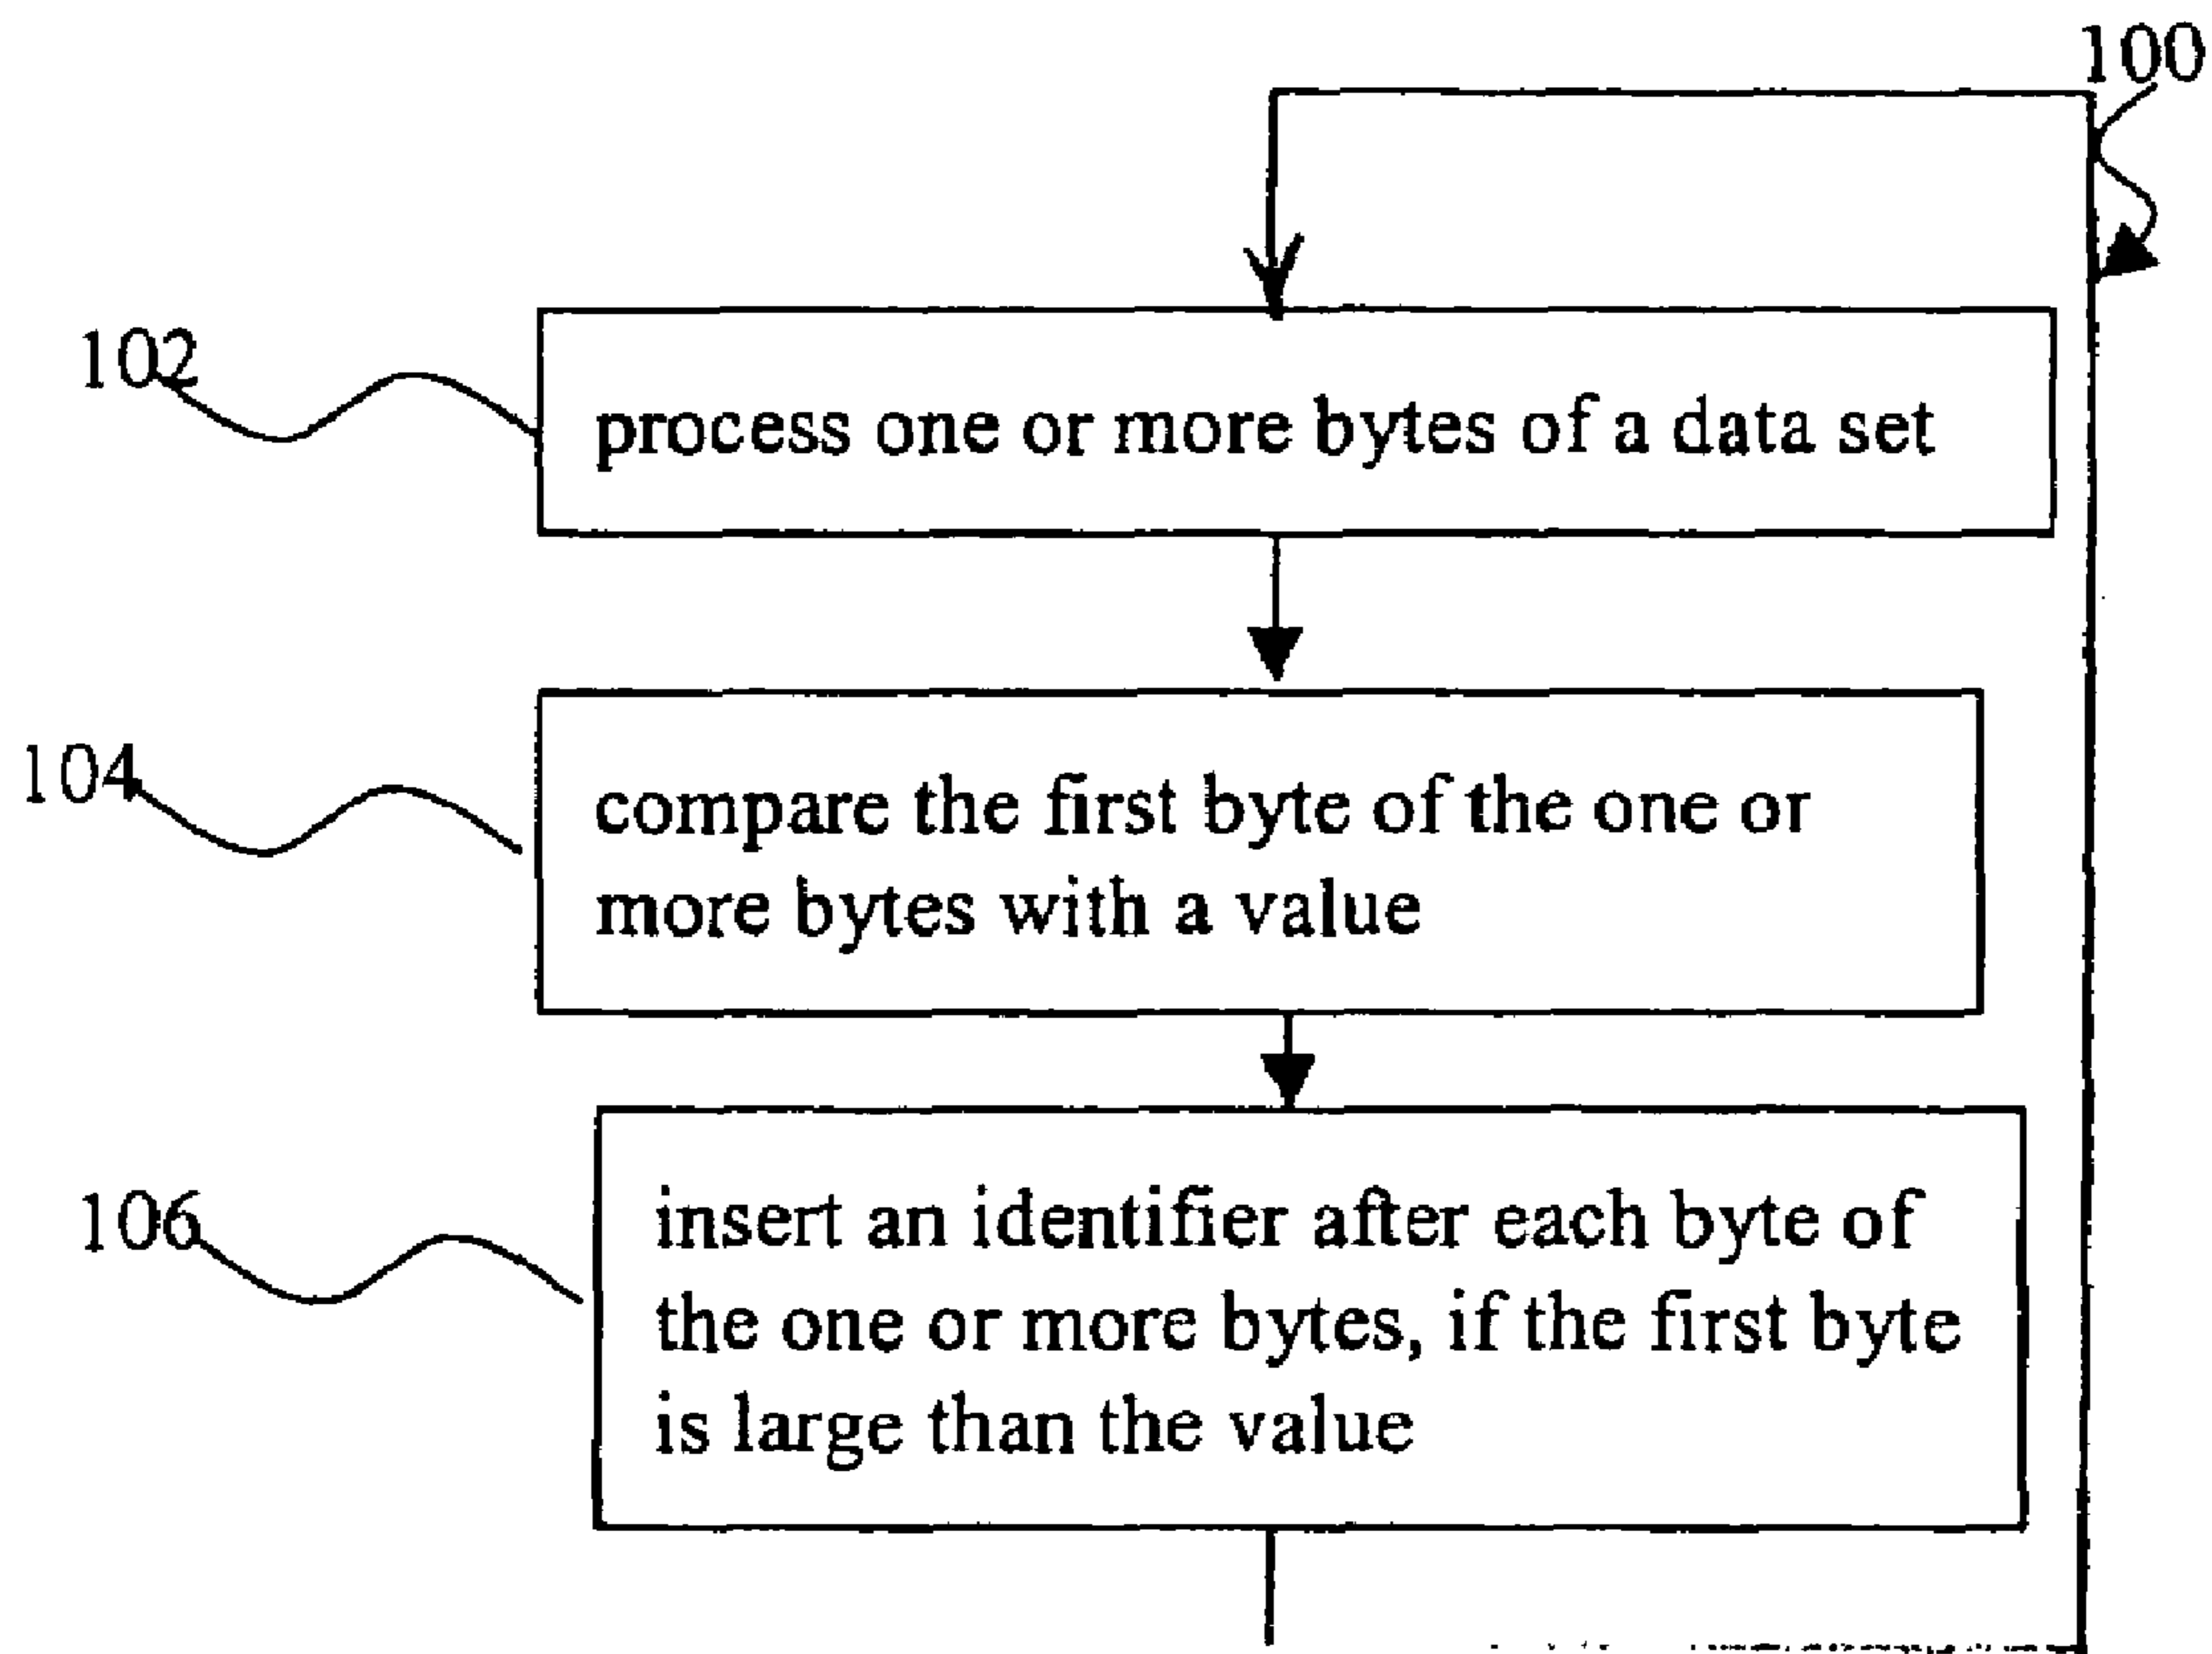 100
102
process one or more bytes of a data set
104
compare the first byte of the one or
more bytes with a value
106
insert an identifier after each byte of
the one or more bytes, if the first byte
is large than the value